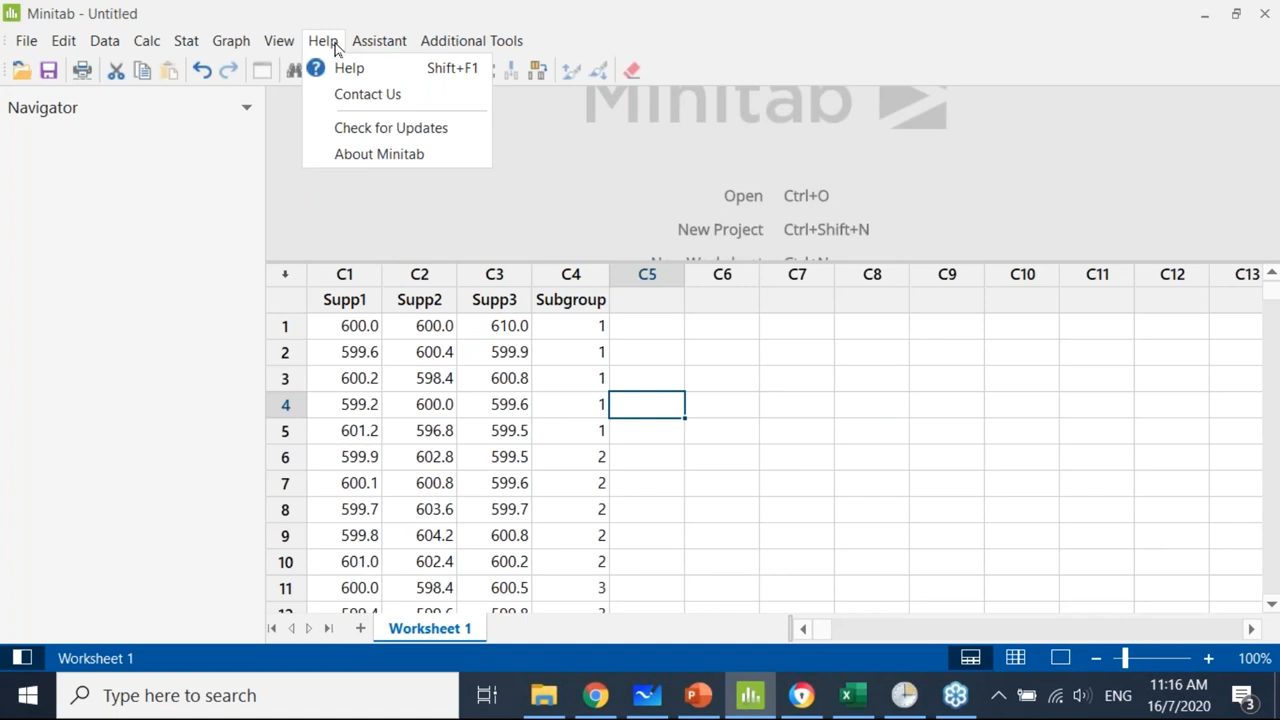 Minitab - Untitled
File Edit Data Calc Stat Graph View Help Assistant Additional Tools
Help Shift+F1
Contact Us
Check for Updates
About Minitab
Navigator
Minitab
Open Ctrl+O
New Project Ctrl+Shift+N
C1 C2 C3 C4 C5 C6 C7 C8 C9 C10 C11 C12 C13
Supp1 Supp2 Supp3 Subgroup
1 600.0 600.0 610.0 1
2 599.6 600.4 599.9 1
3 600.2 598.4 600.8 1
4 599.2 600.0 599.6 1
5 601.2 596.8 599.5 1
6 599.9 602.8 599.5 2
7 600.1 600.8 599.6 2
8 599.7 603.6 599.7 2
9 599.8 604.2 600.8 2
10 601.0 602.4 600.2 2
11 600.0 598.4 600.5 3
Worksheet 1
Worksheet 1 100%
Type here to search
ENG
11:16 AM
16/7/2020
3